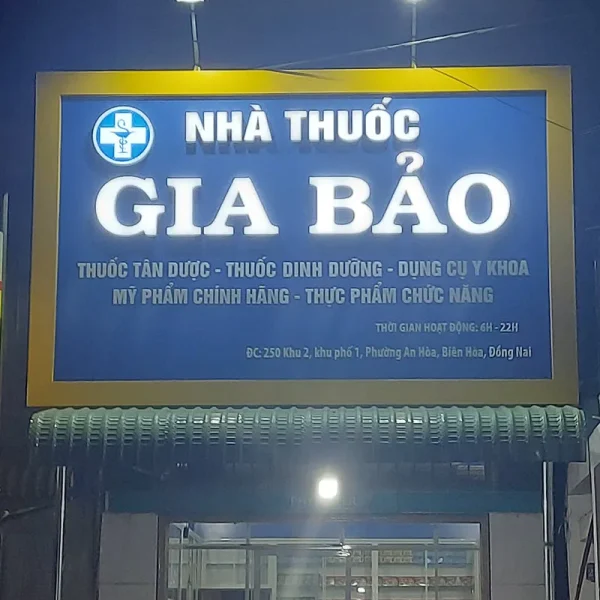 NHÀ THUỐC
GIA BẢO
THUỐC TÂN DƯỢC - THUỐC DINH DƯỠNG - DỤNG CỤ Y KHOA
MỸ PHẨM CHÍNH HÃNG - THỰC PHẨM CHỨC NĂNG
THỜI GIAN HOẠT ĐỘNG: 6H - 22H
ĐC: 250 Khu 2, khu phố 1, Phường An Hòa, Biên Hòa, Đồng Nai